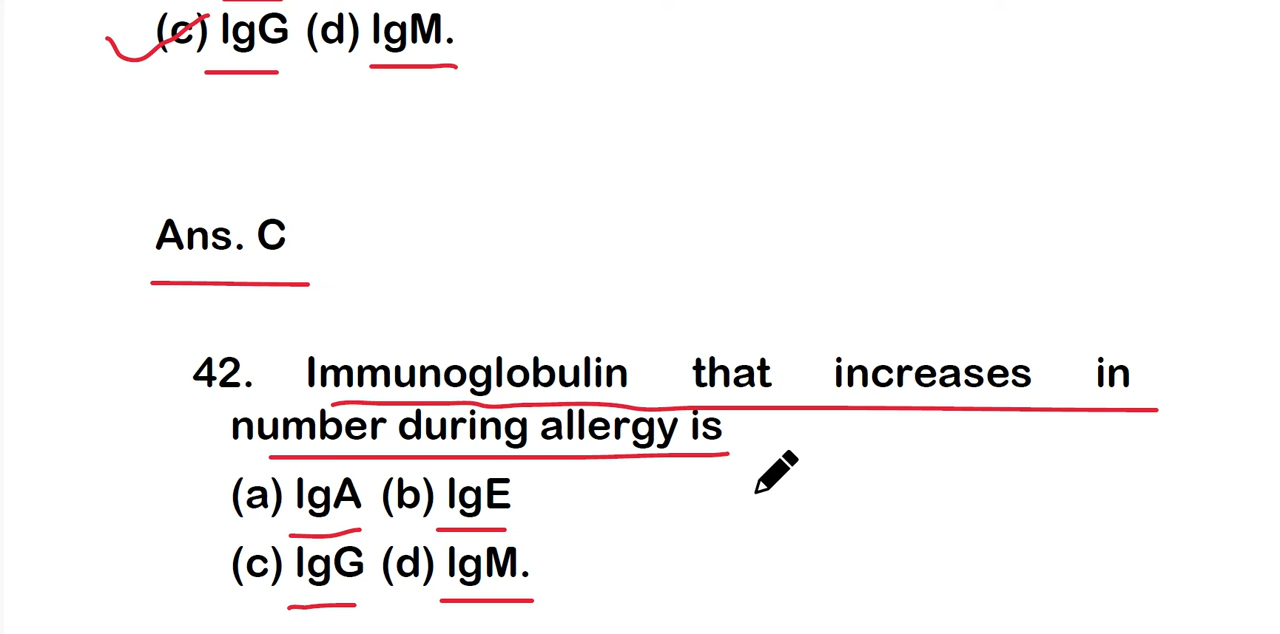 (c) IgG (d) IgM.
Ans. C
42. Immunoglobulin that increases in
number during allergy is
(a) IgA (b) IgE
(c) IgG (d) IgM.